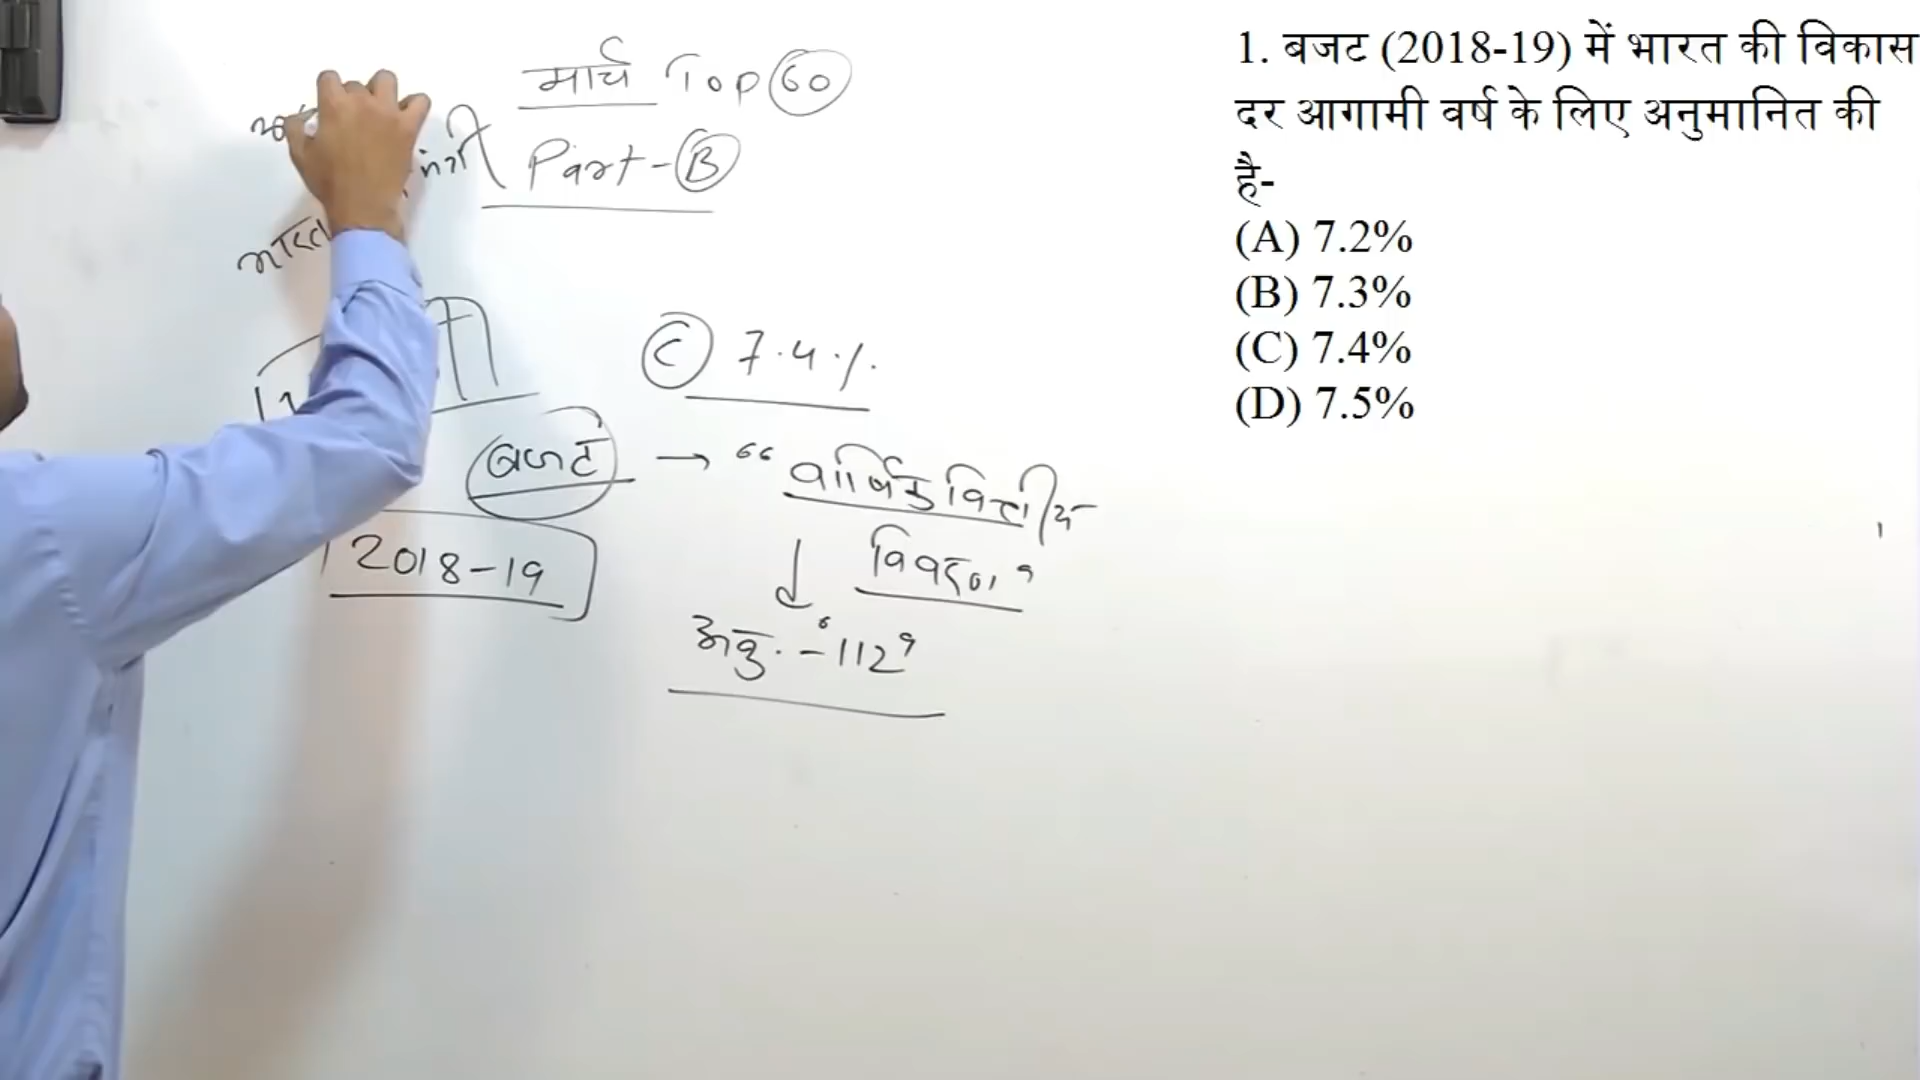 मार्च Top 60
Part-B
भारत
C 7.4%
बजट → "वार्षिक वित्तीय
विवरण"
2018-19
अनु. - '112'
1. बजट (2018-19) में भारत की विकास
दर आगामी वर्ष के लिए अनुमानित की
है-
(A) 7.2%
(B) 7.3%
(C) 7.4%
(D) 7.5%